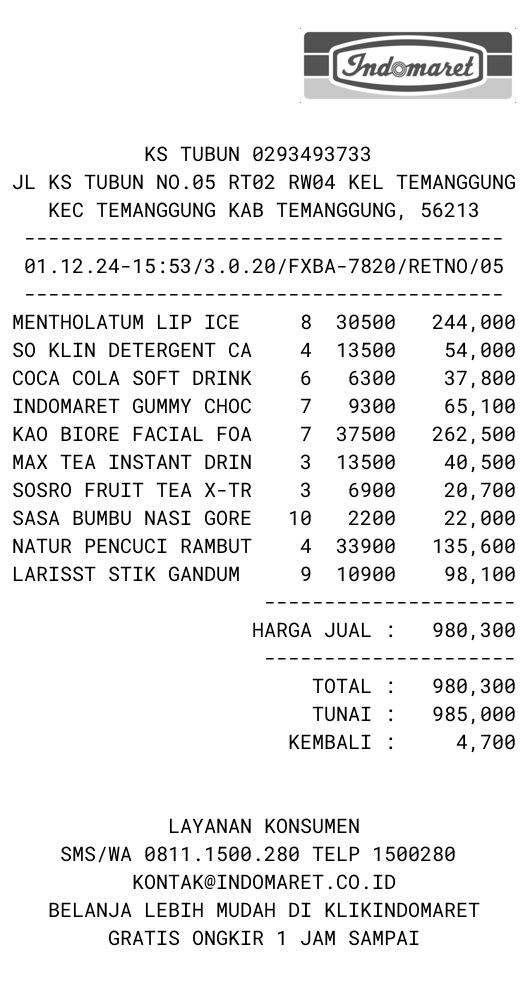 Indomaret
KS TUBUN 0293493733
JL KS TUBUN NO.05 RT02 RW04 KEL TEMANGGUNG
KEC TEMANGGUNG KAB TEMANGGUNG, 56213
----------------------------------------
01.12.24-15:53/3.0.20/FXBA-7820/RETNO/05
----------------------------------------
MENTHOLATUM LIP ICE 8 30500 244,000
SO KLIN DETERGENT CA 4 13500 54,000
COCA COLA SOFT DRINK 6 6300 37,800
INDOMARET GUMMY CHOC 7 9300 65,100
KAO BIORE FACIAL FOA 7 37500 262,500
MAX TEA INSTANT DRIN 3 13500 40,500
SOSRO FRUIT TEA X-TR 3 6900 20,700
SASA BUMBU NASI GORE 10 2200 22,000
NATUR PENCUCI RAMBUT 4 33900 135,600
LARISST STIK GANDUM 9 10900 98,100
---------------------
HARGA JUAL : 980,300
---------------------
TOTAL : 980,300
TUNAI : 985,000
KEMBALI : 4,700
LAYANAN KONSUMEN
SMS/WA 0811.1500.280 TELP 1500280
KONTAK@INDOMARET.CO.ID
BELANJA LEBIH MUDAH DI KLIKINDOMARET
GRATIS ONGKIR 1 JAM SAMPAI